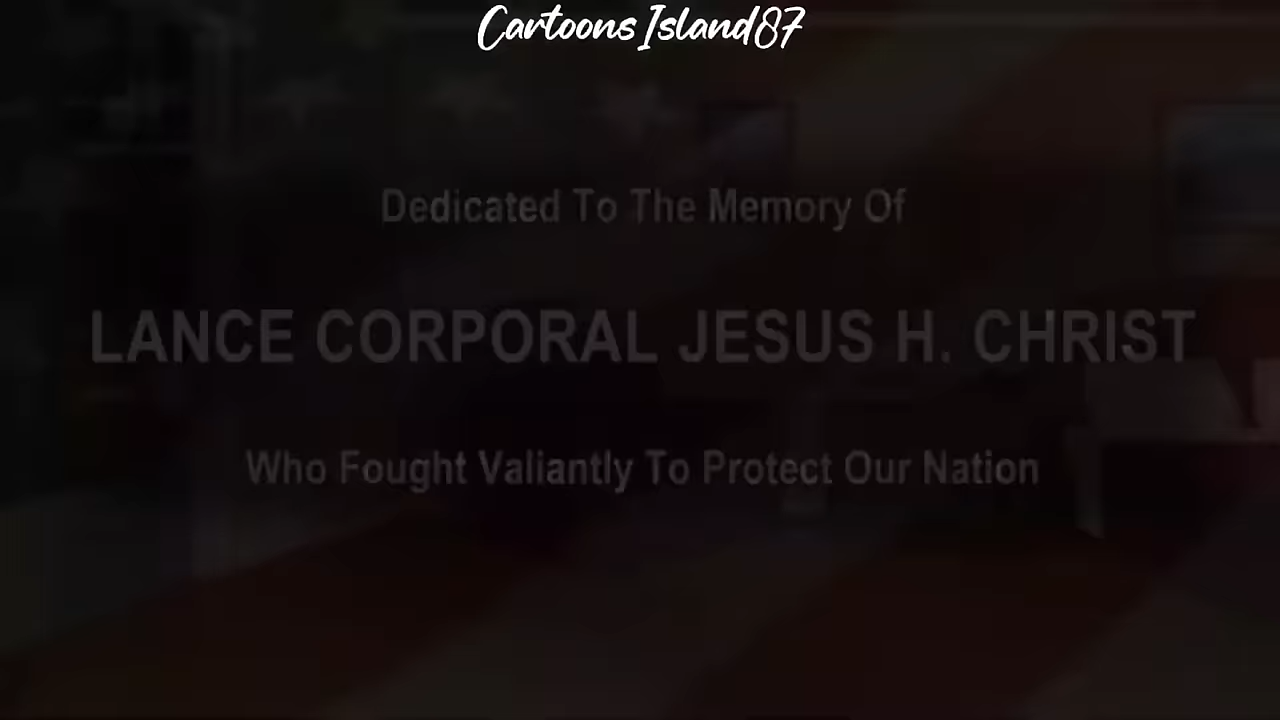 Cartoons Island87
Dedicated To The Memory Of
LANCE CORPORAL JESUS H. CHRIST
Who Fought Valiantly To Protect Our Nation